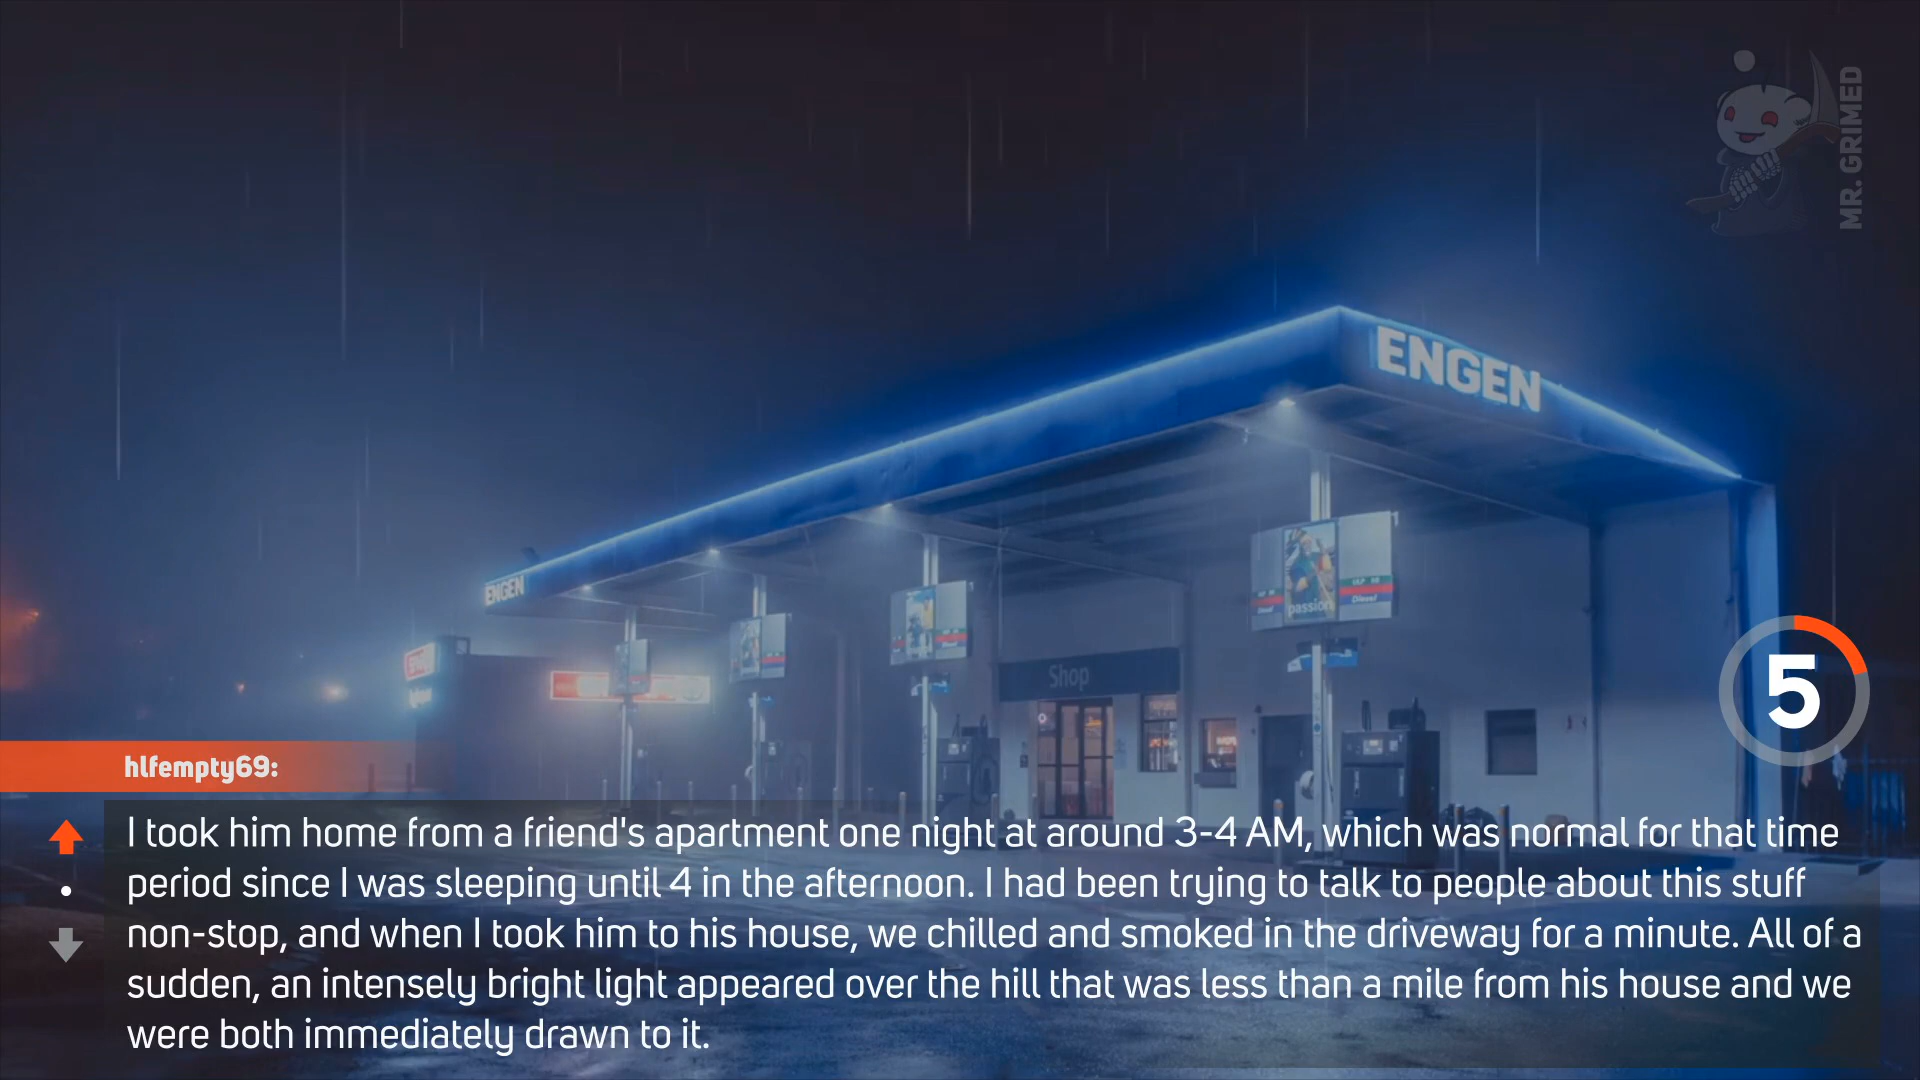 MR. GRIMED
ENGEN
ENGEN
passion
Diesel
Shop
5
hlfempty69:
I took him home from a friend's apartment one night at around 3-4 AM, which was normal for that time
period since I was sleeping until 4 in the afternoon. I had been trying to talk to people about this stuff
non-stop, and when I took him to his house, we chilled and smoked in the driveway for a minute. All of a
sudden, an intensely bright light appeared over the hill that was less than a mile from his house and we
were both immediately drawn to it.